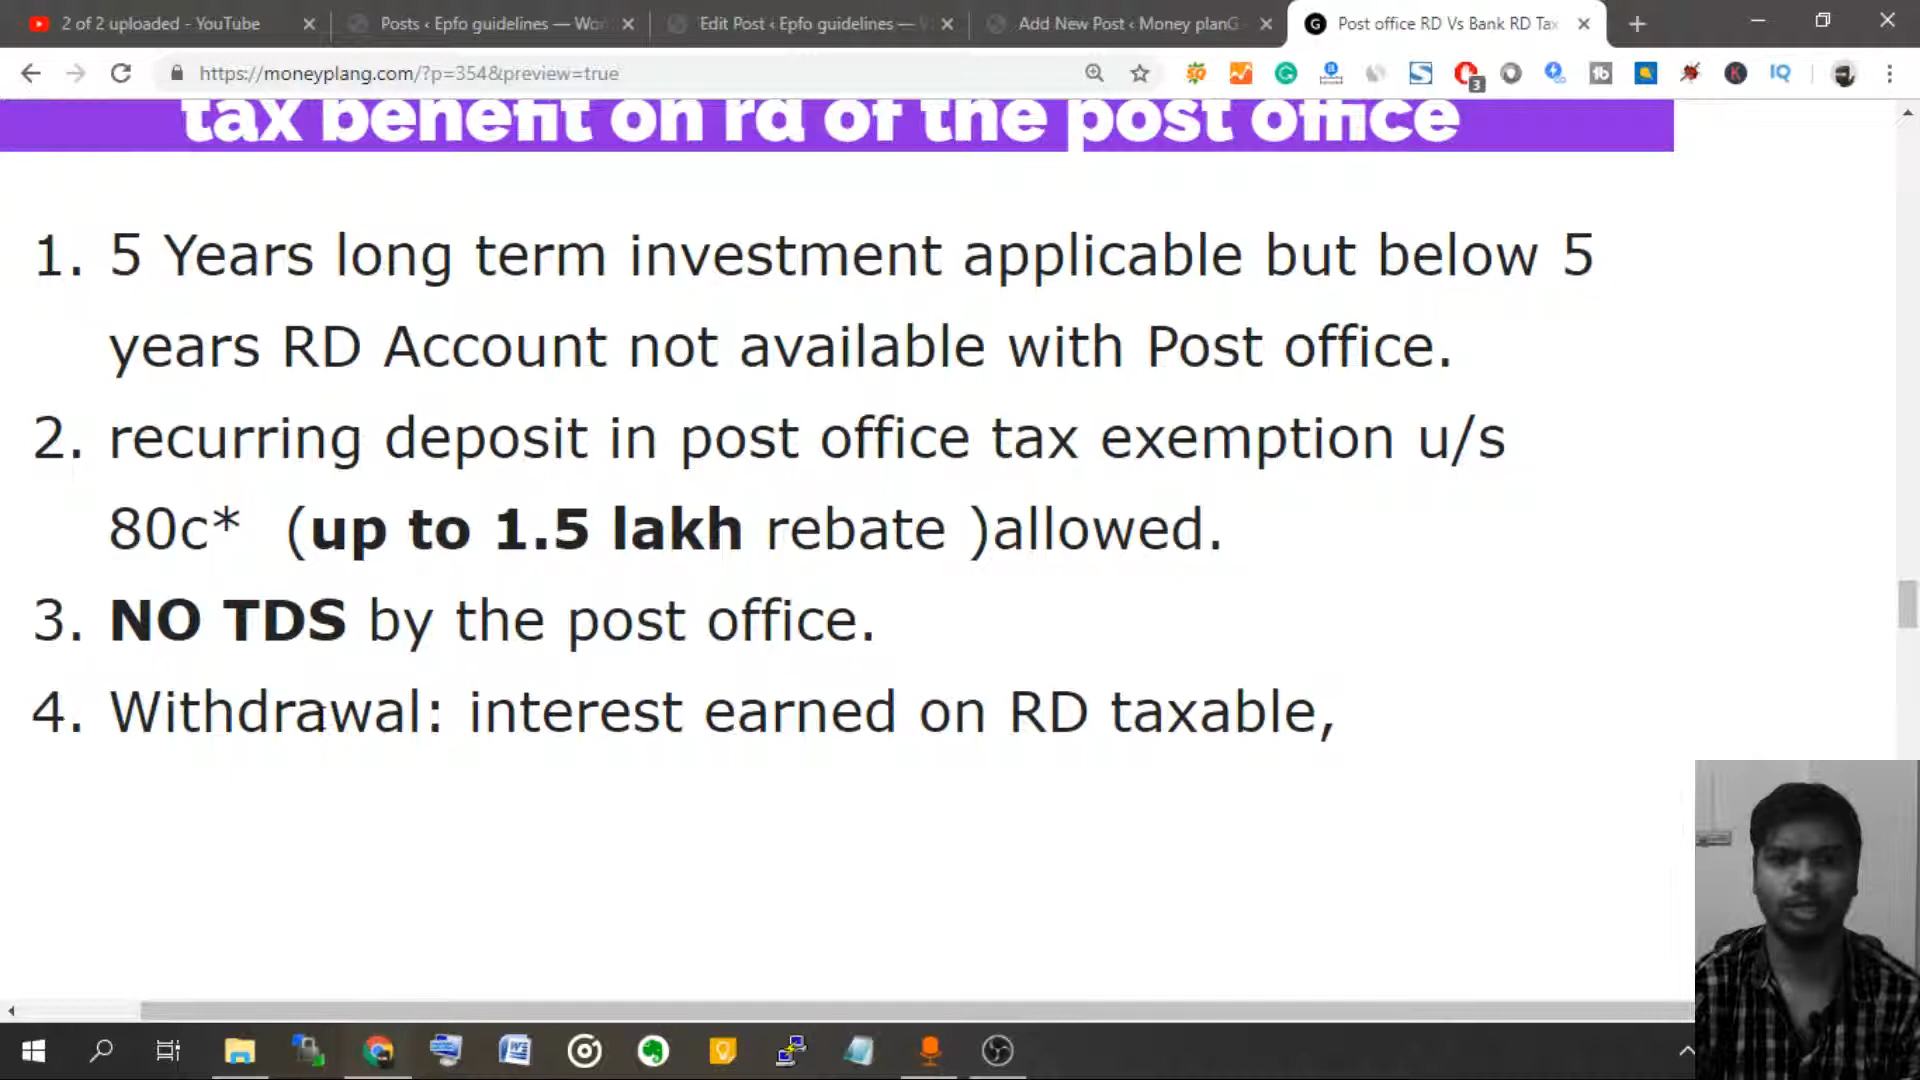 2 of 2 uploaded - YouTube
Posts ‹ Epfo guidelines — Wor
Edit Post ‹ Epfo guidelines —
Add New Post ‹ Money planG
Post office RD Vs Bank RD Tax
https://moneyplang.com/?p=354&preview=true
tax benefit on rd of the post office
1. 5 Years long term investment applicable but below 5
years RD Account not available with Post office.
2. recurring deposit in post office tax exemption u/s
80c* (up to 1.5 lakh rebate )allowed.
3. NO TDS by the post office.
4. Withdrawal: interest earned on RD taxable,